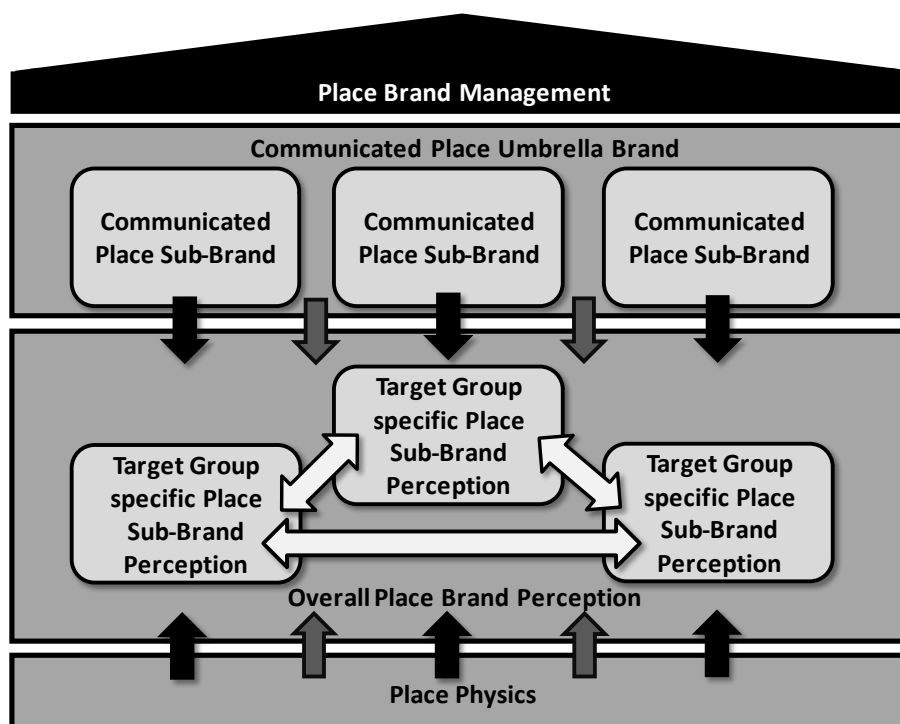 Place Brand Management
Communicated Place Umbrella Brand
Communicated
Place Sub-Brand
Communicated
Place Sub-Brand
Communicated
Place Sub-Brand
Target Group
specific Place
Sub-Brand
Perception
Target Group
specific Place
Sub-Brand
Perception
Target Group
specific Place
Sub-Brand
Perception
Overall Place Brand Perception
Place Physics